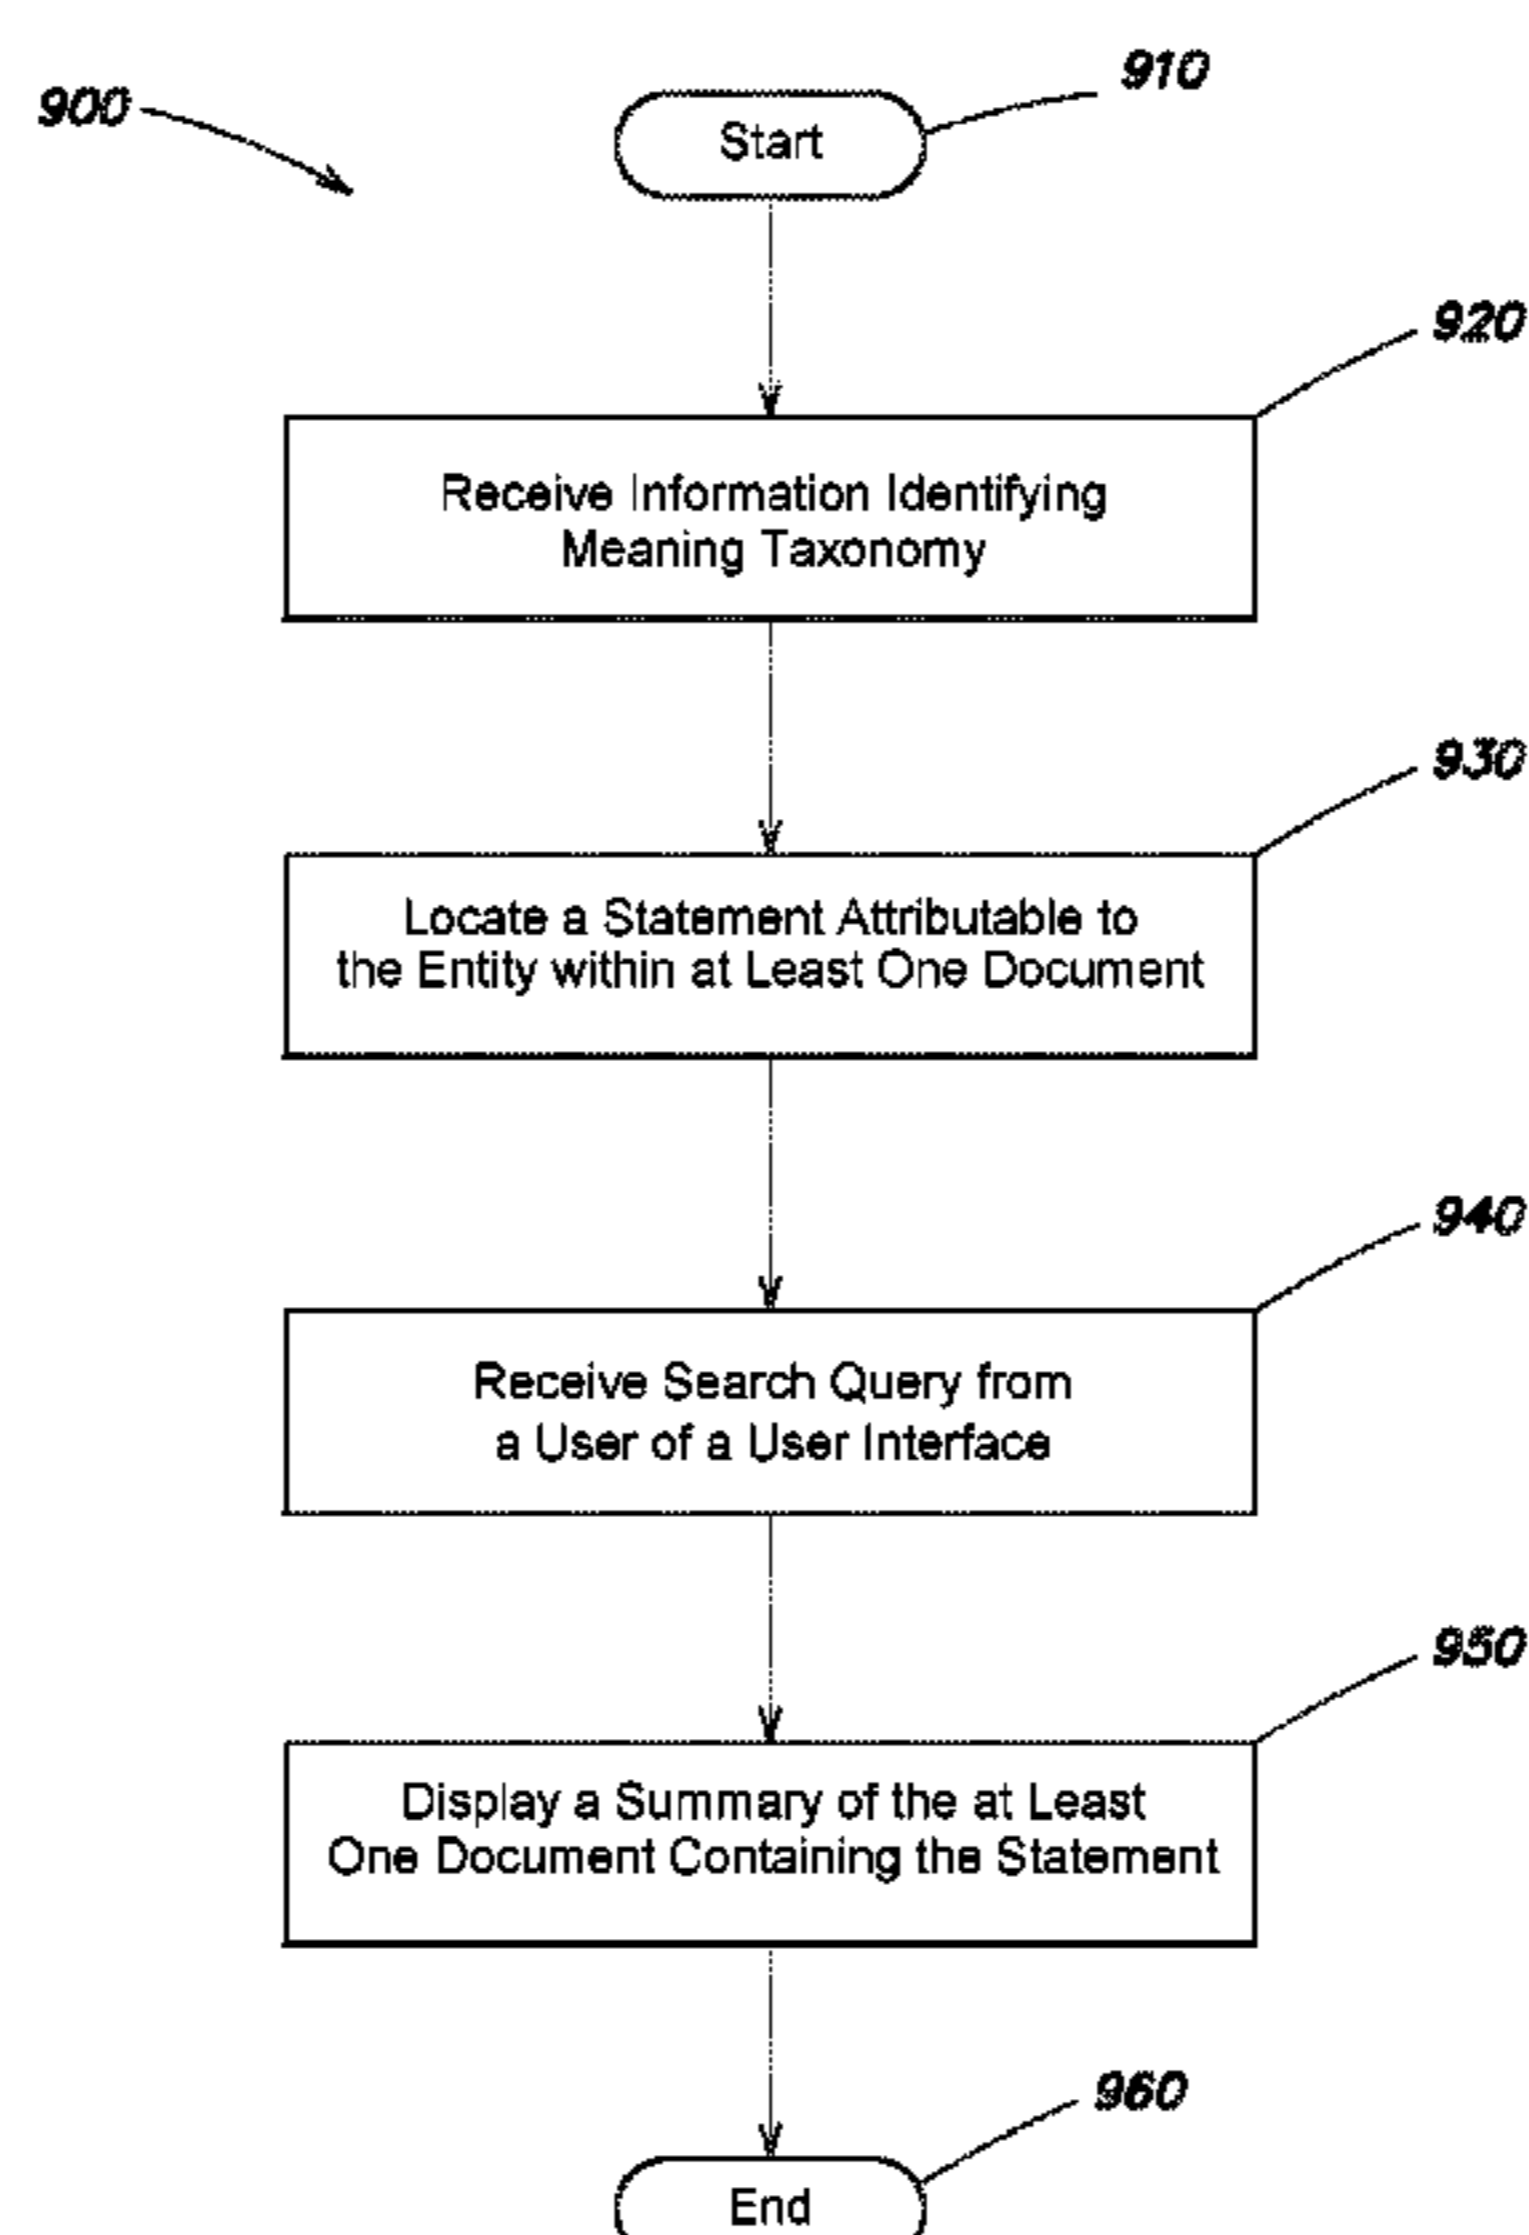 900
910
Start
920
Receive Information Identifying
Meaning Taxonomy
930
Locate a Statement Attributable to
the Entity within at Least One Document
940
Receive Search Query from
a User of a User Interface
950
Display a Summary of the at Least
One Document Containing the Statement
960
End